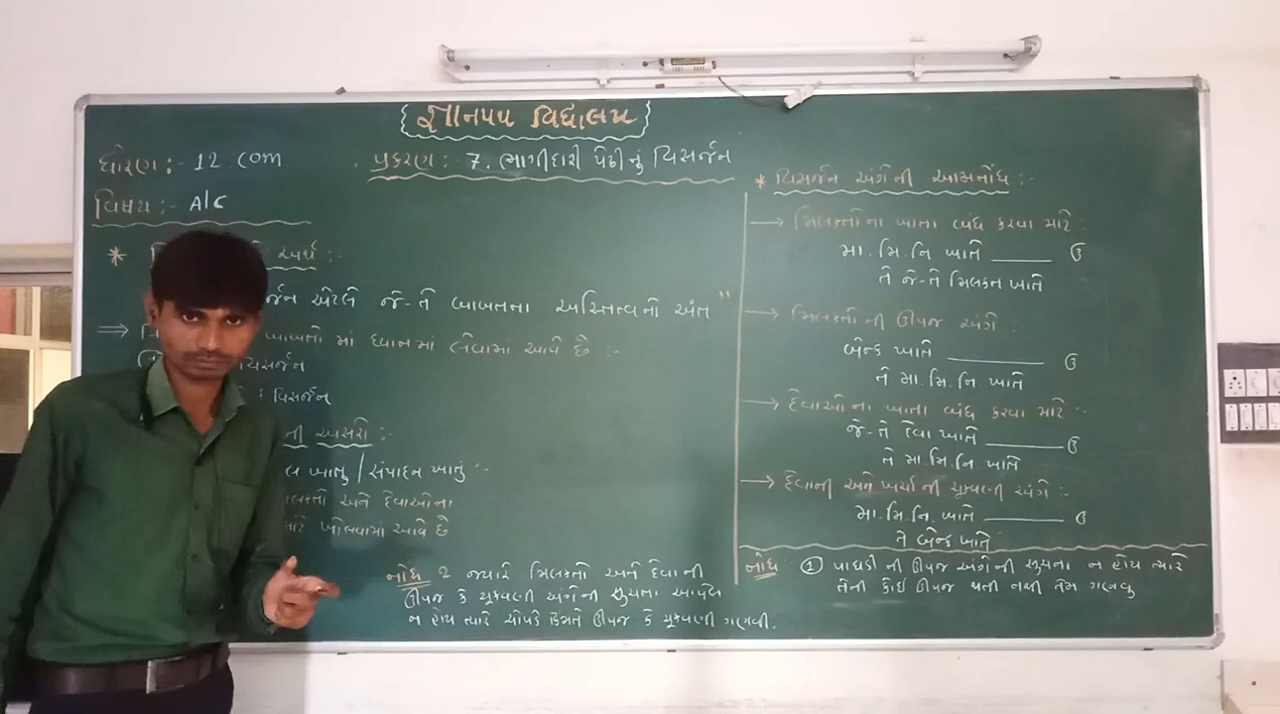 જ્ઞાનપથ વિદ્યાલય
ધોરણ :- 12 com
પ્રકરણ : 7. ભાગીદારી પેઢીનું વિસર્જન
વિષય :- A/c
* સ્પર્ધ :-
ર્જન એટલે જે-તે બાબતના અસ્તિત્વનો અંત"
⇒ બાબતો માં ધ્યાનમાં લેવામાં આવે છે :-
વિસર્જન
વિસર્જન
ની અસરો :-
લ ખાતુ / સંપાદન ખાતું :-
લકતો અને દેવાઓના
માટે ખોલવામાં આવે છે
નોધ 2 જ્યારે મિલકતો અને દેવાની
ઊપજ કે ચૂકવણી અંગેની સુચના આપેલ
ન હોય ત્યારે ચોપડે કિંમતે ઊપજ કે ચૂકવણી ગણવી.
* વિસર્જન અંગેની આમનોંધ :-
→ મિલકતોના ખાતા બંધ કરવા માટે :
મા. મિ. નિ ખાતે ______ ઉ
તે જે-તે મિલકત ખાતે
→ મિલકતો ની ઊપજ અંગે :
બેન્ક ખાતે ______ ઉ
તે મા. મિ. નિ ખાતે
→ દેવાઓના ખાતા બંધ કરવા માટે :-
જે-તે દેવા ખાતે ______ ઉ
તે મા. મિ. નિ ખાતે
→ દેવાની અને ખર્ચાની ચૂકવણી અંગે :-
મા. મિ. નિ. ખાતે ______ ઉ
તે બેન્ક ખાતે
નોધ : ① પાઘડી ની ઊપજ અંગેની સુચના ન હોય ત્યારે
તેની કોઈ ઊપજ થતી નથી તેમ ગણવુ